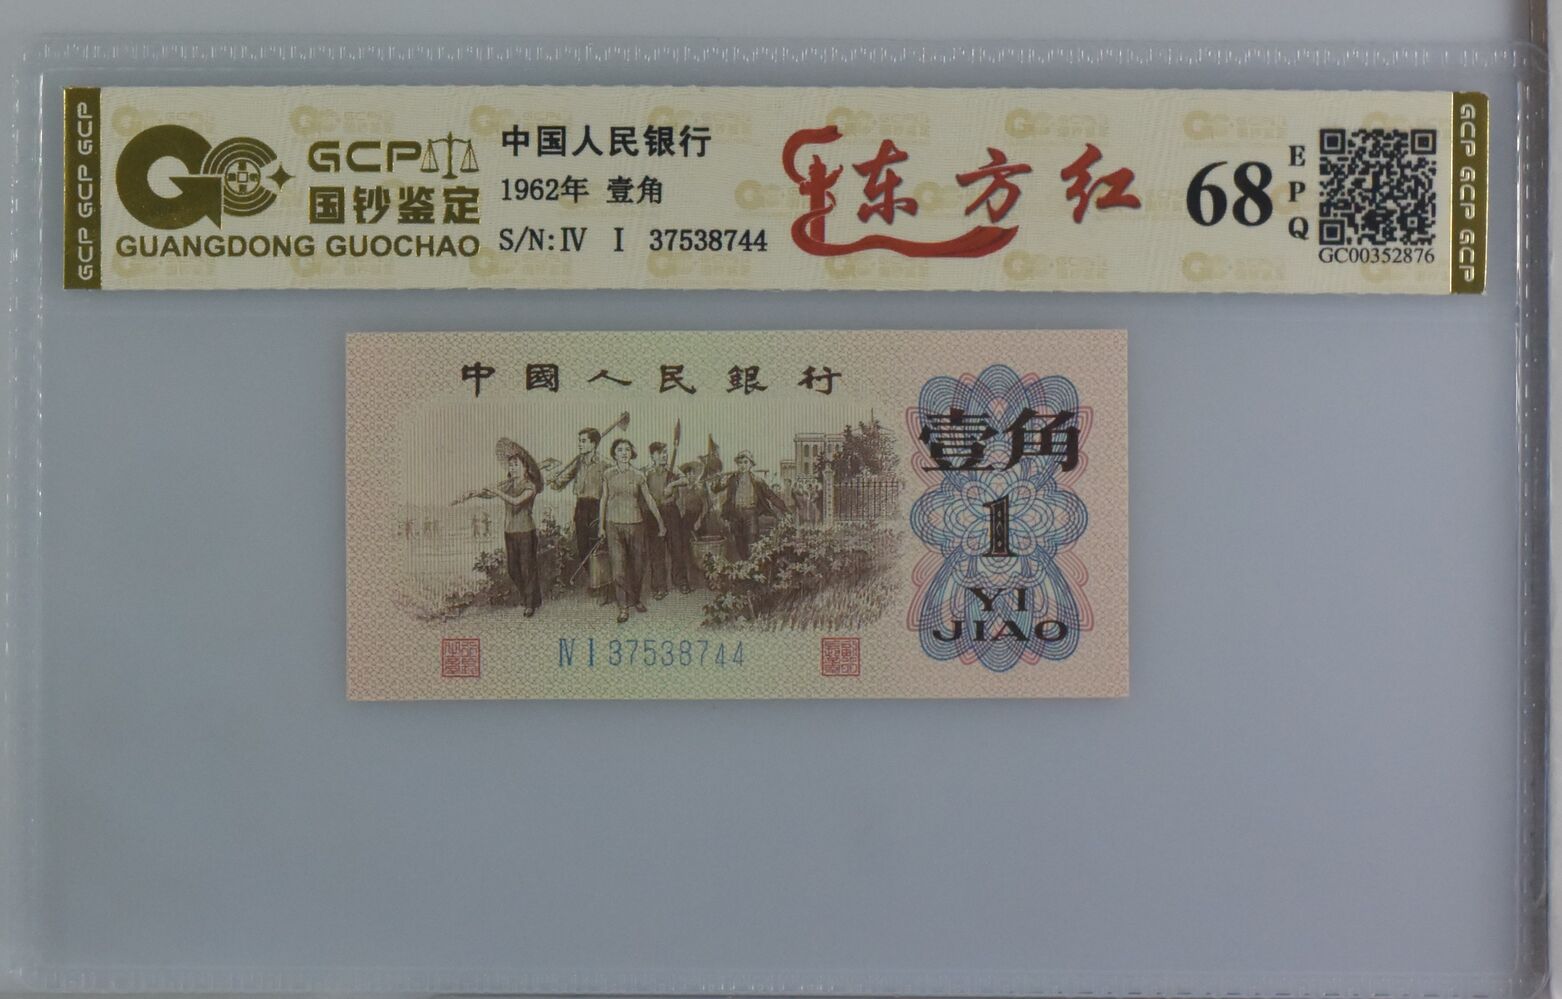 GCP GCP GCP
GCP
国钞鉴定
GUANGDONG GUOCHAO
中国人民银行
1962年 壹角
S/N:Ⅳ Ⅰ 37538744
东方红
68
EPQ
GC00352876
GCP GCP GCP
中國人民銀行
壹角
1
YI
JIAO
Ⅳ Ⅰ 37538744